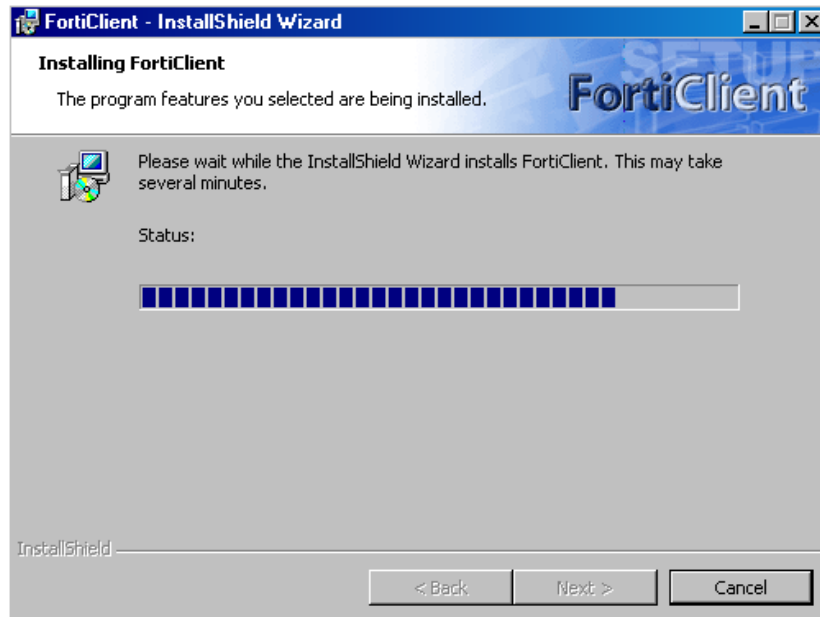 FortiClient - InstallShield Wizard
SETUP
Installing FortiClient
The program features you selected are being installed.
FortiClient
Please wait while the InstallShield Wizard installs FortiClient. This may take
several minutes.
Status:
InstallShield
< Back
Next >
Cancel